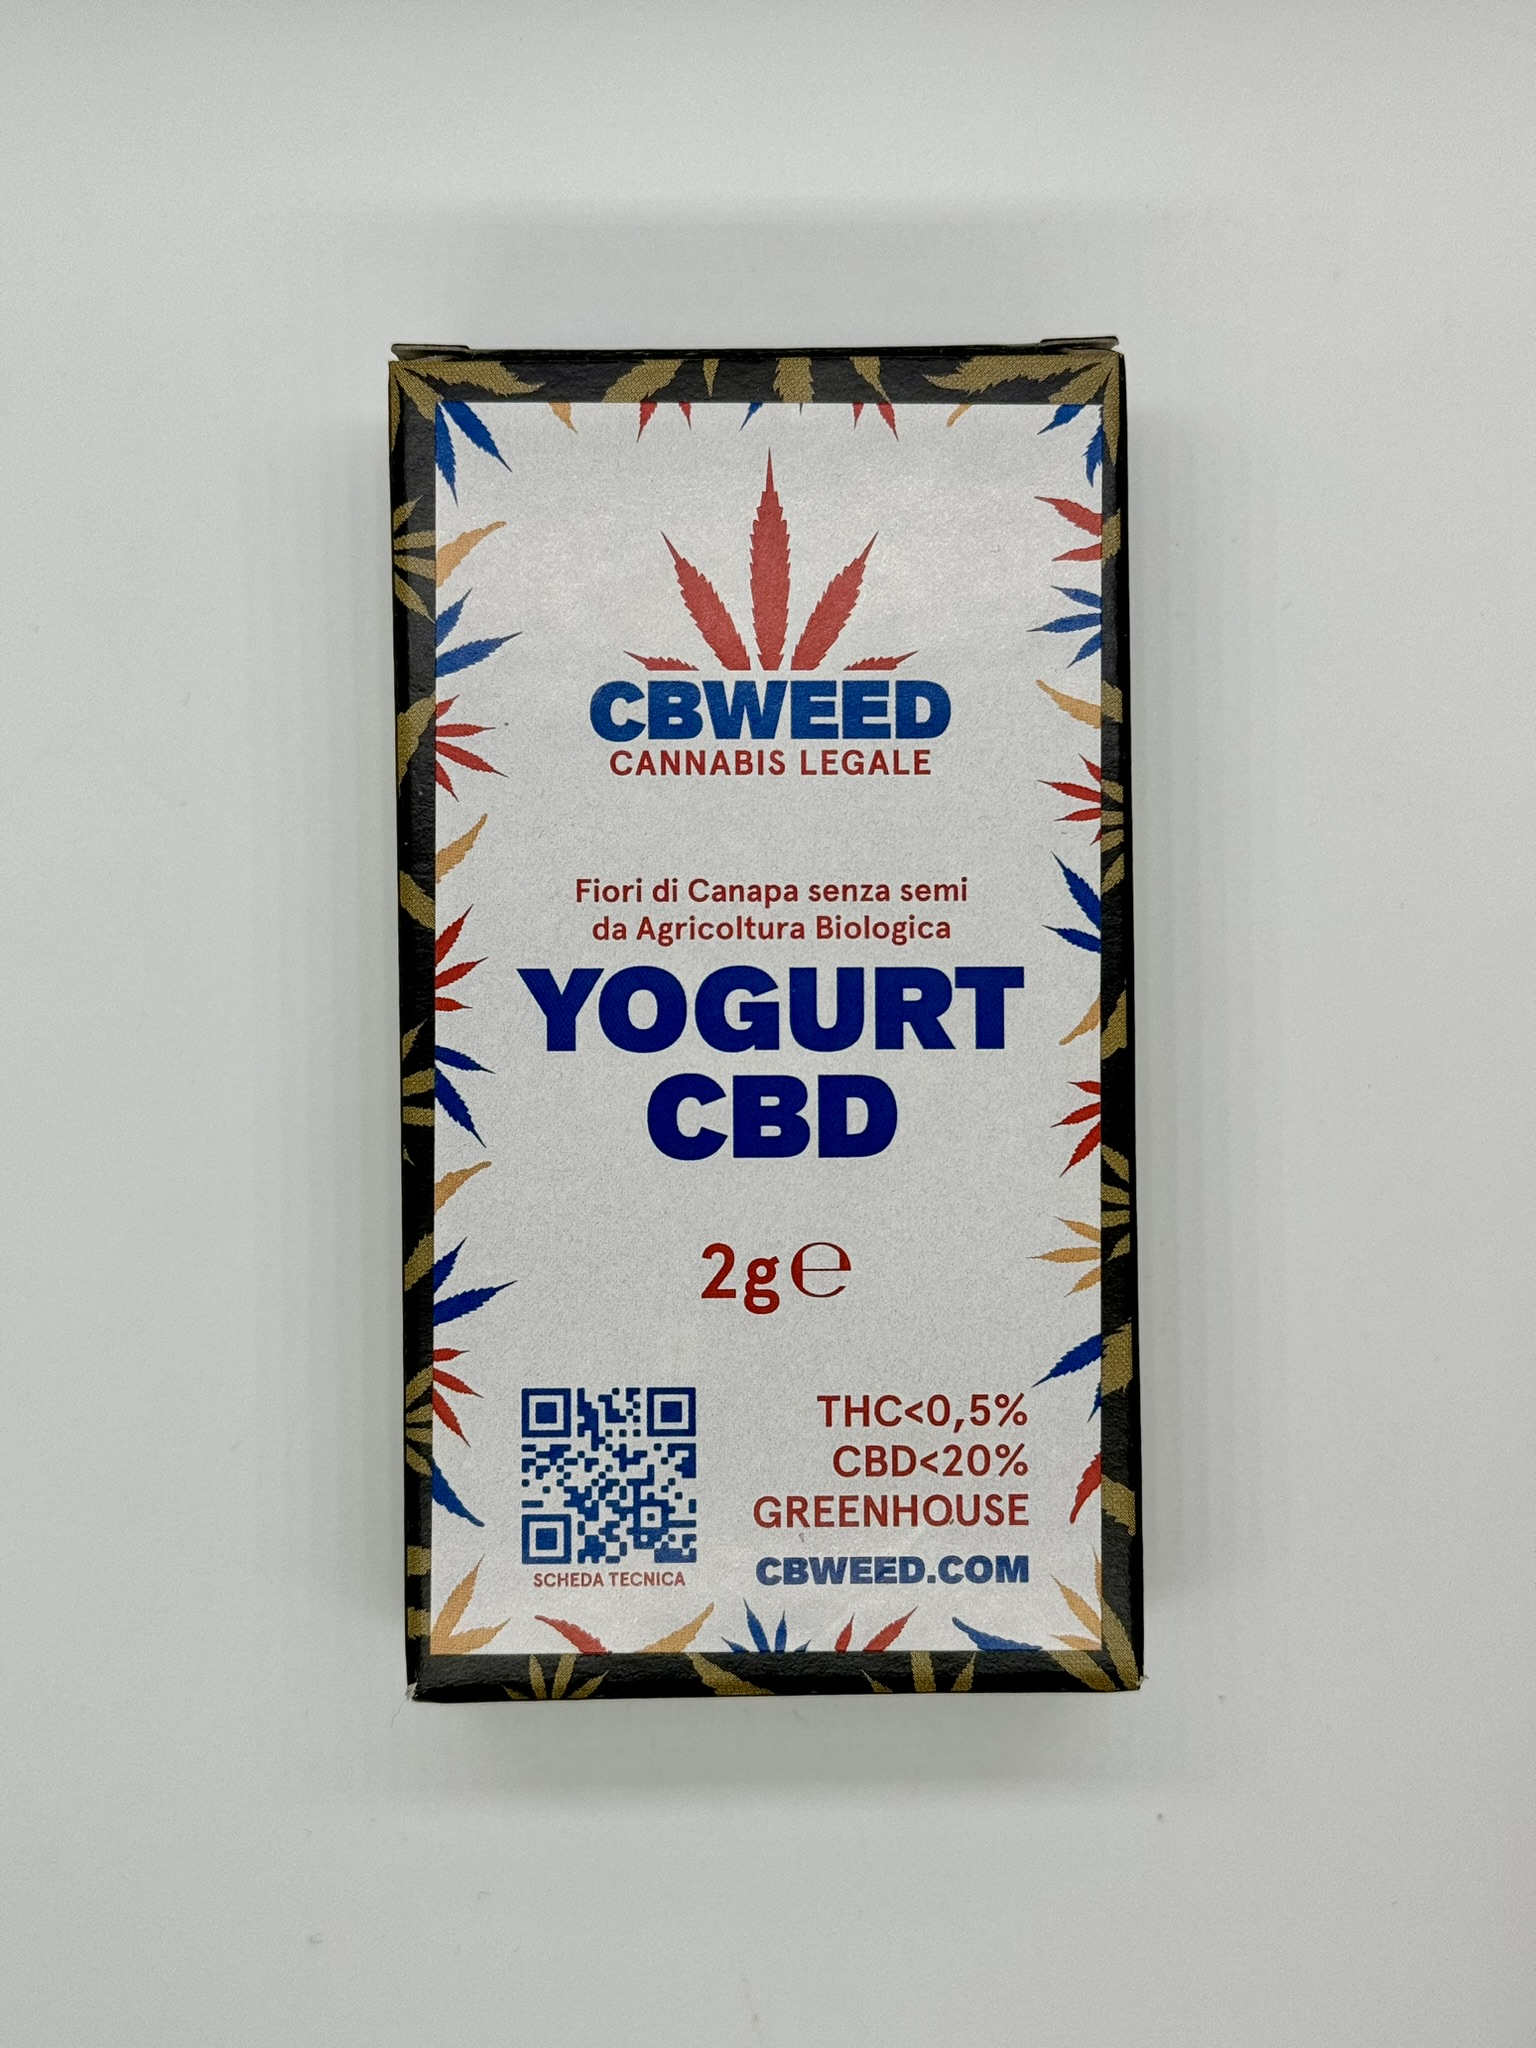 CBWEED
CANNABIS LEGALE
Fiori di Canapa senza semi
da Agricoltura Biologica
YOGURT
CBD
2g℮
THC<0,5%
CBD<20%
GREENHOUSE
CBWEED.COM
SCHEDA TECNICA